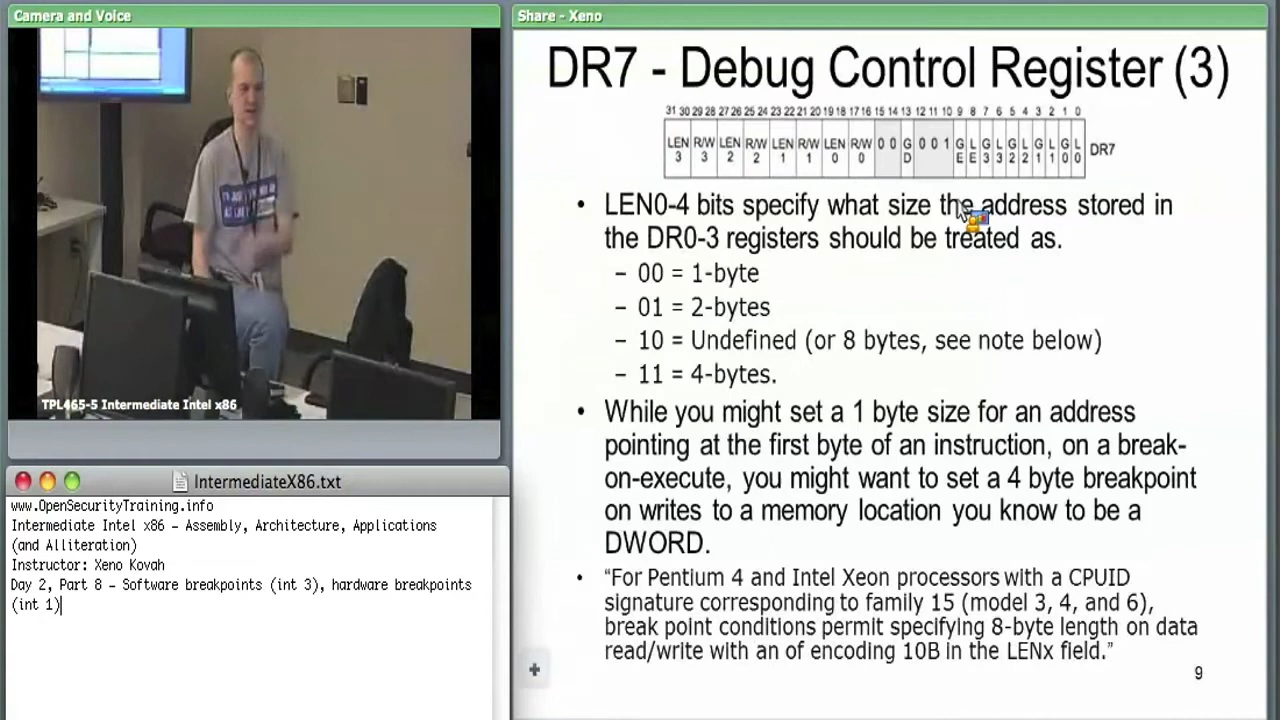 Camera and Voice
TPL465-5 Intermediate Intel x86
IntermediateX86.txt
www.OpenSecurityTraining.info
Intermediate Intel x86 – Assembly, Architecture, Applications
(and Alliteration)
Instructor: Xeno Kovah
Day 2, Part 8 – Software breakpoints (int 3), hardware breakpoints
(int 1)
Share - Xeno
DR7 - Debug Control Register (3)
31 30 29 28 27 26 25 24 23 22 21 20 19 18 17 16 15 14 13 12 11 10 9 8 7 6 5 4 3 2 1 0
LEN 3 R/W 3 LEN 2 R/W 2 LEN 1 R/W 1 LEN 0 R/W 0 0 0 G D 0 0 1 G E L E G 3 L 3 G 2 L 2 G 1 L 1 G 0 L 0 DR7
• LEN0-4 bits specify what size the address stored in
the DR0-3 registers should be treated as.
– 00 = 1-byte
– 01 = 2-bytes
– 10 = Undefined (or 8 bytes, see note below)
– 11 = 4-bytes.
• While you might set a 1 byte size for an address
pointing at the first byte of an instruction, on a break-
on-execute, you might want to set a 4 byte breakpoint
on writes to a memory location you know to be a
DWORD.
• “For Pentium 4 and Intel Xeon processors with a CPUID
signature corresponding to family 15 (model 3, 4, and 6),
break point conditions permit specifying 8-byte length on data
read/write with an of encoding 10B in the LENx field.”
9